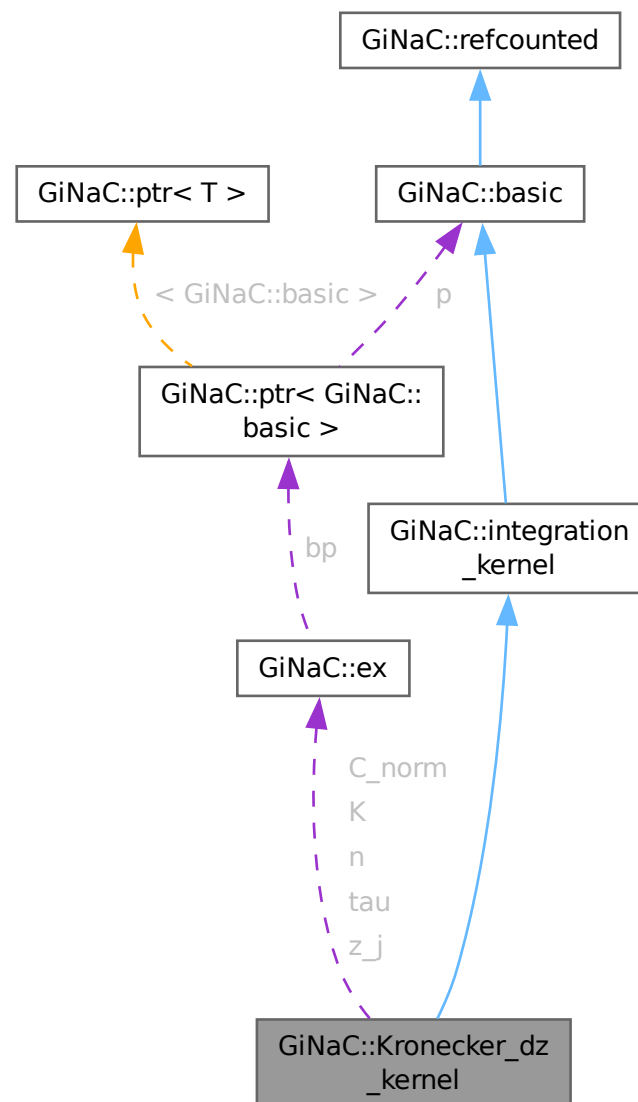 GiNaC::refcounted
GiNaC::ptr< T >
GiNaC::basic
< GiNaC::basic >
p
GiNaC::ptr< GiNaC::
basic >
GiNaC::integration
_kernel
bp
GiNaC::ex
C_norm
K
n
tau
z_j
GiNaC::Kronecker_dz
_kernel